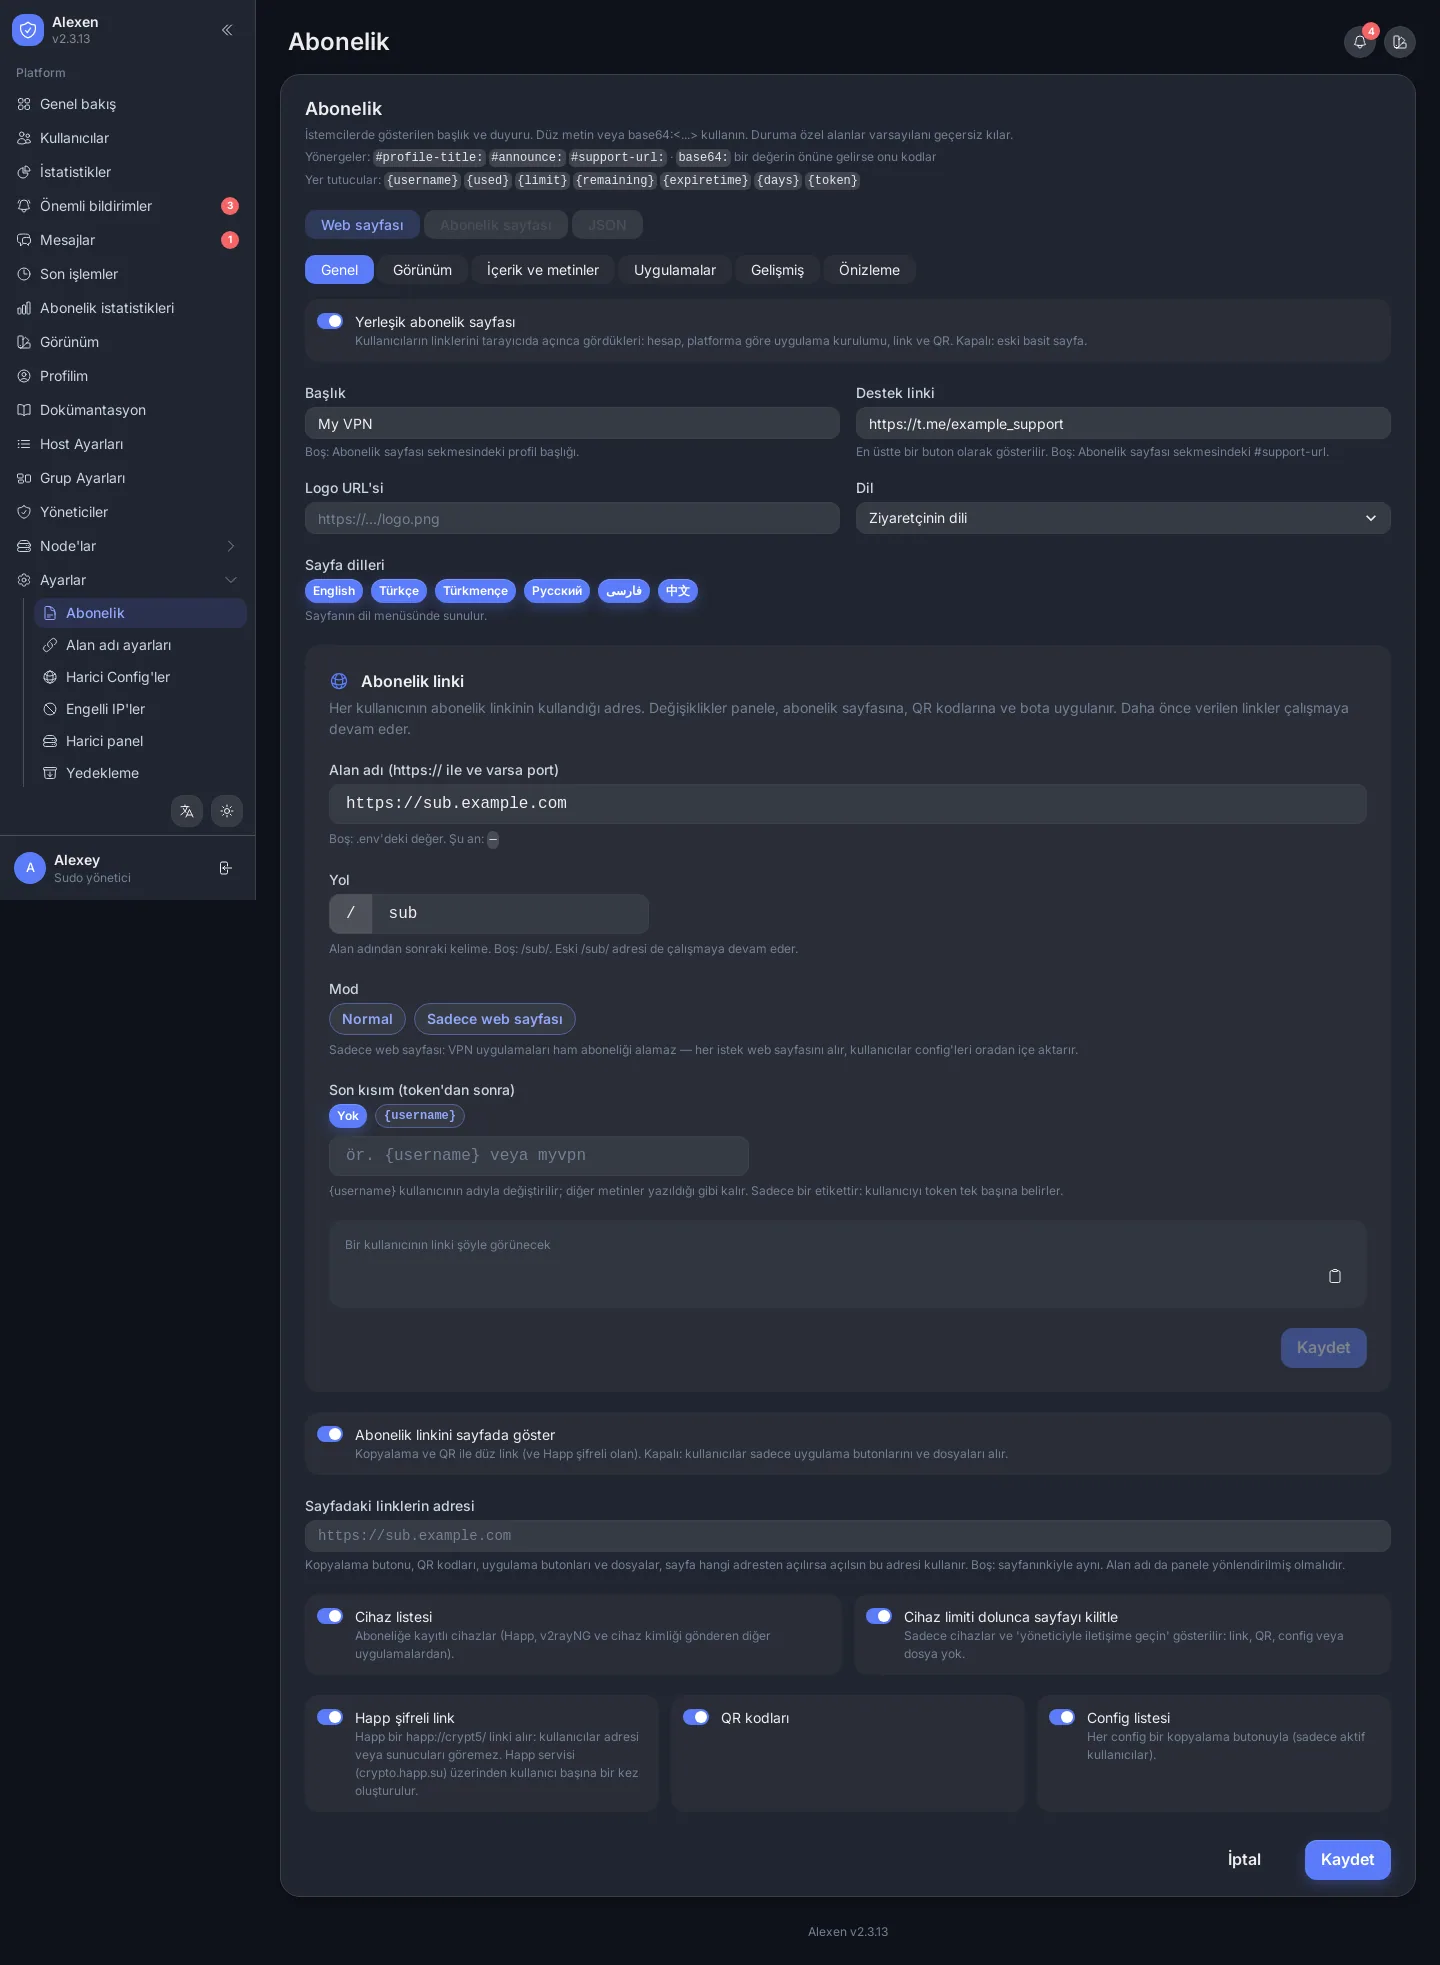 Alexen
v2.3.13
Platform
Genel bakış
Kullanıcılar
İstatistikler
Önemli bildirimler
3
Mesajlar
1
Son işlemler
Abonelik istatistikleri
Görünüm
Profilim
Dokümantasyon
Host Ayarları
Grup Ayarları
Yöneticiler
Node'lar
Ayarlar
Abonelik
Alan adı ayarları
Harici Config'ler
Engelli IP'ler
Harici panel
Yedekleme
A
Alexey
Sudo yönetici
Abonelik
4
Abonelik
İstemcilerde gösterilen başlık ve duyuru. Düz metin veya base64:<...> kullanın. Duruma özel alanlar varsayılanı geçersiz kılar.
Yönergeler: #profile-title: #announce: #support-url: · base64: bir değerin önüne gelirse onu kodlar
Yer tutucular: {username} {used} {limit} {remaining} {expiretime} {days} {token}
Web sayfası Abonelik sayfası JSON
Genel Görünüm İçerik ve metinler Uygulamalar Gelişmiş Önizleme
Yerleşik abonelik sayfası
Kullanıcıların linklerini tarayıcıda açınca gördükleri: hesap, platforma göre uygulama kurulumu, link ve QR. Kapalı: eski basit sayfa.
Başlık
My VPN
Boş: Abonelik sayfası sekmesindeki profil başlığı.
Destek linki
https://t.me/example_support
En üstte bir buton olarak gösterilir. Boş: Abonelik sayfası sekmesindeki #support-url.
Logo URL'si
https://.../logo.png
Dil
Ziyaretçinin dili
Sayfa dilleri
English Türkçe Türkmençe Русский فارسی 中文
Sayfanın dil menüsünde sunulur.
Abonelik linki
Her kullanıcının abonelik linkinin kullandığı adres. Değişiklikler panele, abonelik sayfasına, QR kodlarına ve bota uygulanır. Daha önce verilen linkler çalışmaya
devam eder.
Alan adı (https:// ile ve varsa port)
https://sub.example.com
Boş: .env'deki değer. Şu an: —
Yol
/ sub
Alan adından sonraki kelime. Boş: /sub/. Eski /sub/ adresi de çalışmaya devam eder.
Mod
Normal Sadece web sayfası
Sadece web sayfası: VPN uygulamaları ham aboneliği alamaz — her istek web sayfasını alır, kullanıcılar config'leri oradan içe aktarır.
Son kısım (token'dan sonra)
Yok {username}
ör. {username} veya myvpn
{username} kullanıcının adıyla değiştirilir; diğer metinler yazıldığı gibi kalır. Sadece bir etikettir: kullanıcıyı token tek başına belirler.
Bir kullanıcının linki şöyle görünecek
Kaydet
Abonelik linkini sayfada göster
Kopyalama ve QR ile düz link (ve Happ şifreli olan). Kapalı: kullanıcılar sadece uygulama butonlarını ve dosyaları alır.
Sayfadaki linklerin adresi
https://sub.example.com
Kopyalama butonu, QR kodları, uygulama butonları ve dosyalar, sayfa hangi adresten açılırsa açılsın bu adresi kullanır. Boş: sayfanınkiyle aynı. Alan adı da panele yönlendirilmiş olmalıdır.
Cihaz listesi
Aboneliğe kayıtlı cihazlar (Happ, v2rayNG ve cihaz kimliği gönderen diğer
uygulamalardan).
Cihaz limiti dolunca sayfayı kilitle
Sadece cihazlar ve 'yöneticiyle iletişime geçin' gösterilir: link, QR, config veya
dosya yok.
Happ şifreli link
Happ bir happ://crypt5/ linki alır: kullanıcılar adresi
veya sunucuları göremez. Happ servisi
(crypto.happ.su) üzerinden kullanıcı başına bir kez
oluşturulur.
QR kodları
Config listesi
Her config bir kopyalama butonuyla (sadece aktif
kullanıcılar).
İptal
Kaydet
Alexen v2.3.13